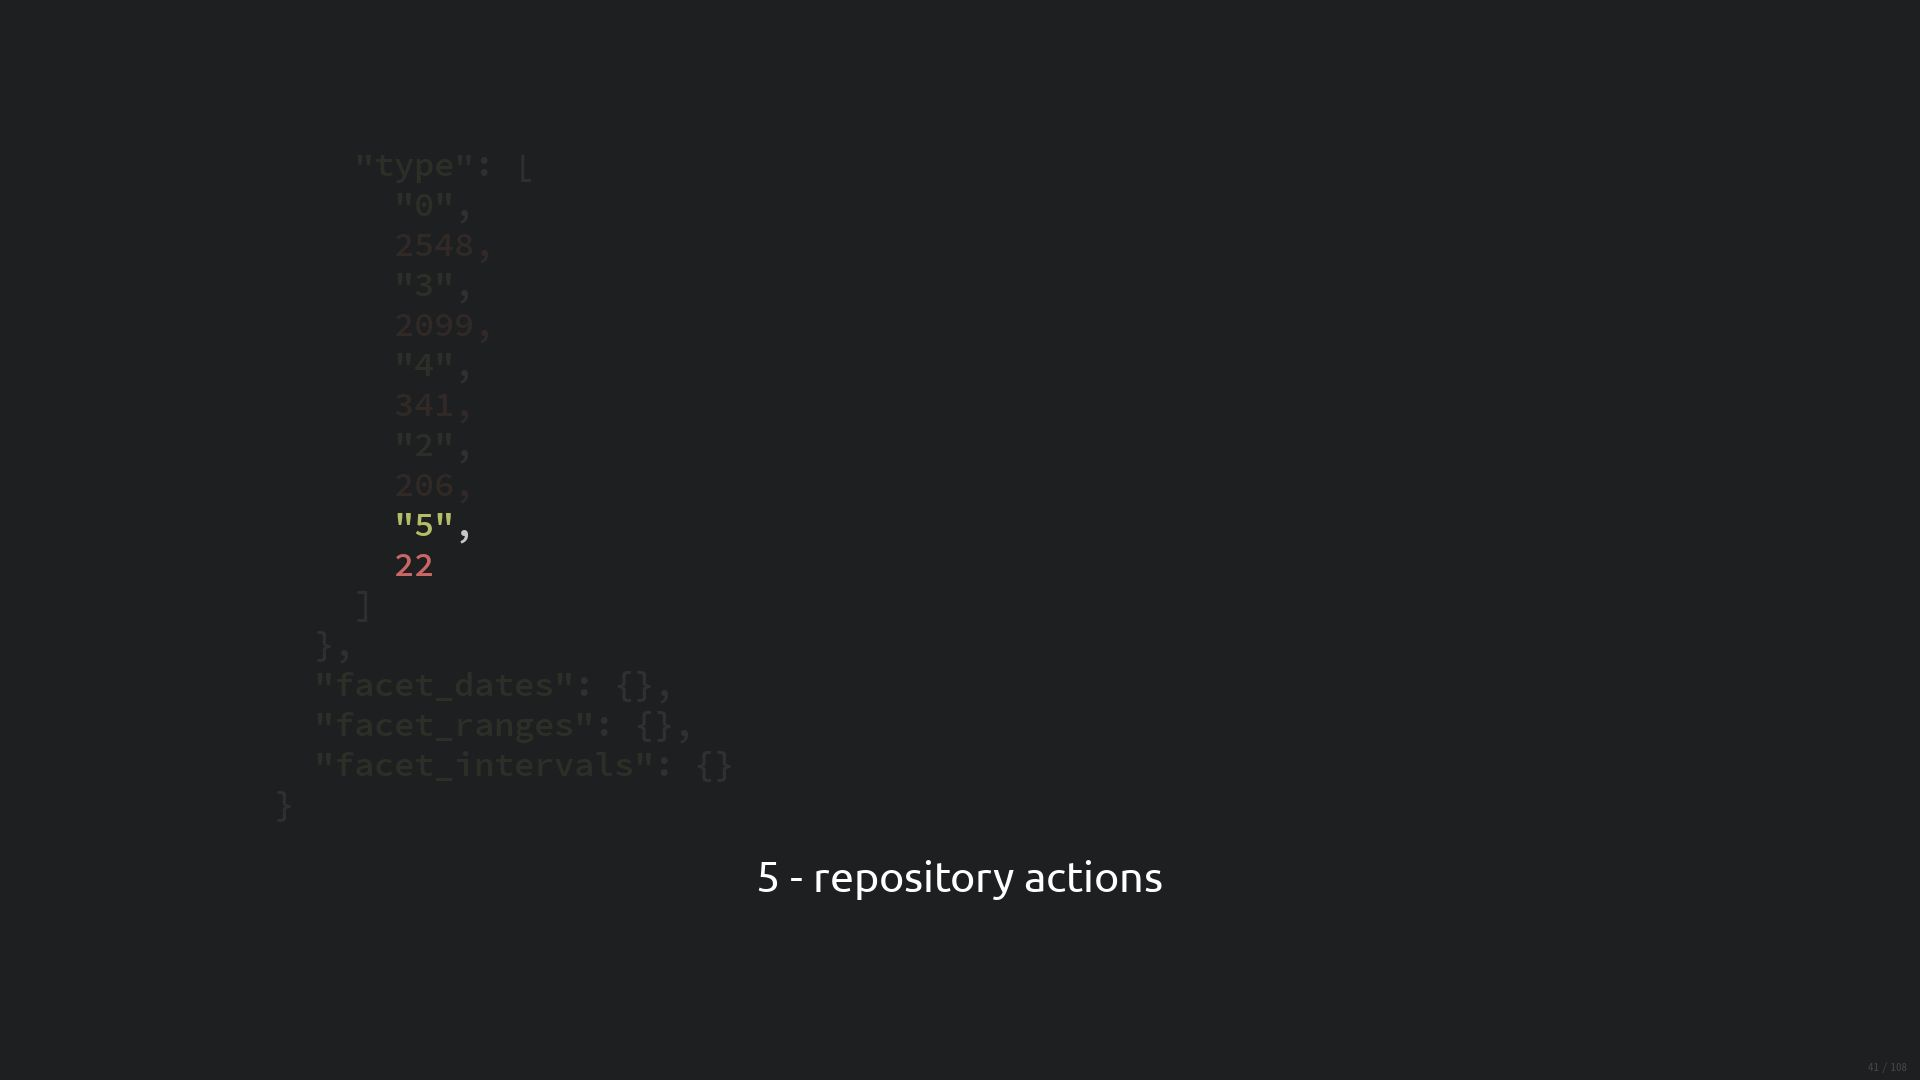 "type": [
"0",
2548,
"3",
2099,
"4",
341,
"2",
206,
"5",
22
]
},
"facet_dates": {},
"facet_ranges": {},
"facet_intervals": {}
}
5 - repository actions
41 / 108